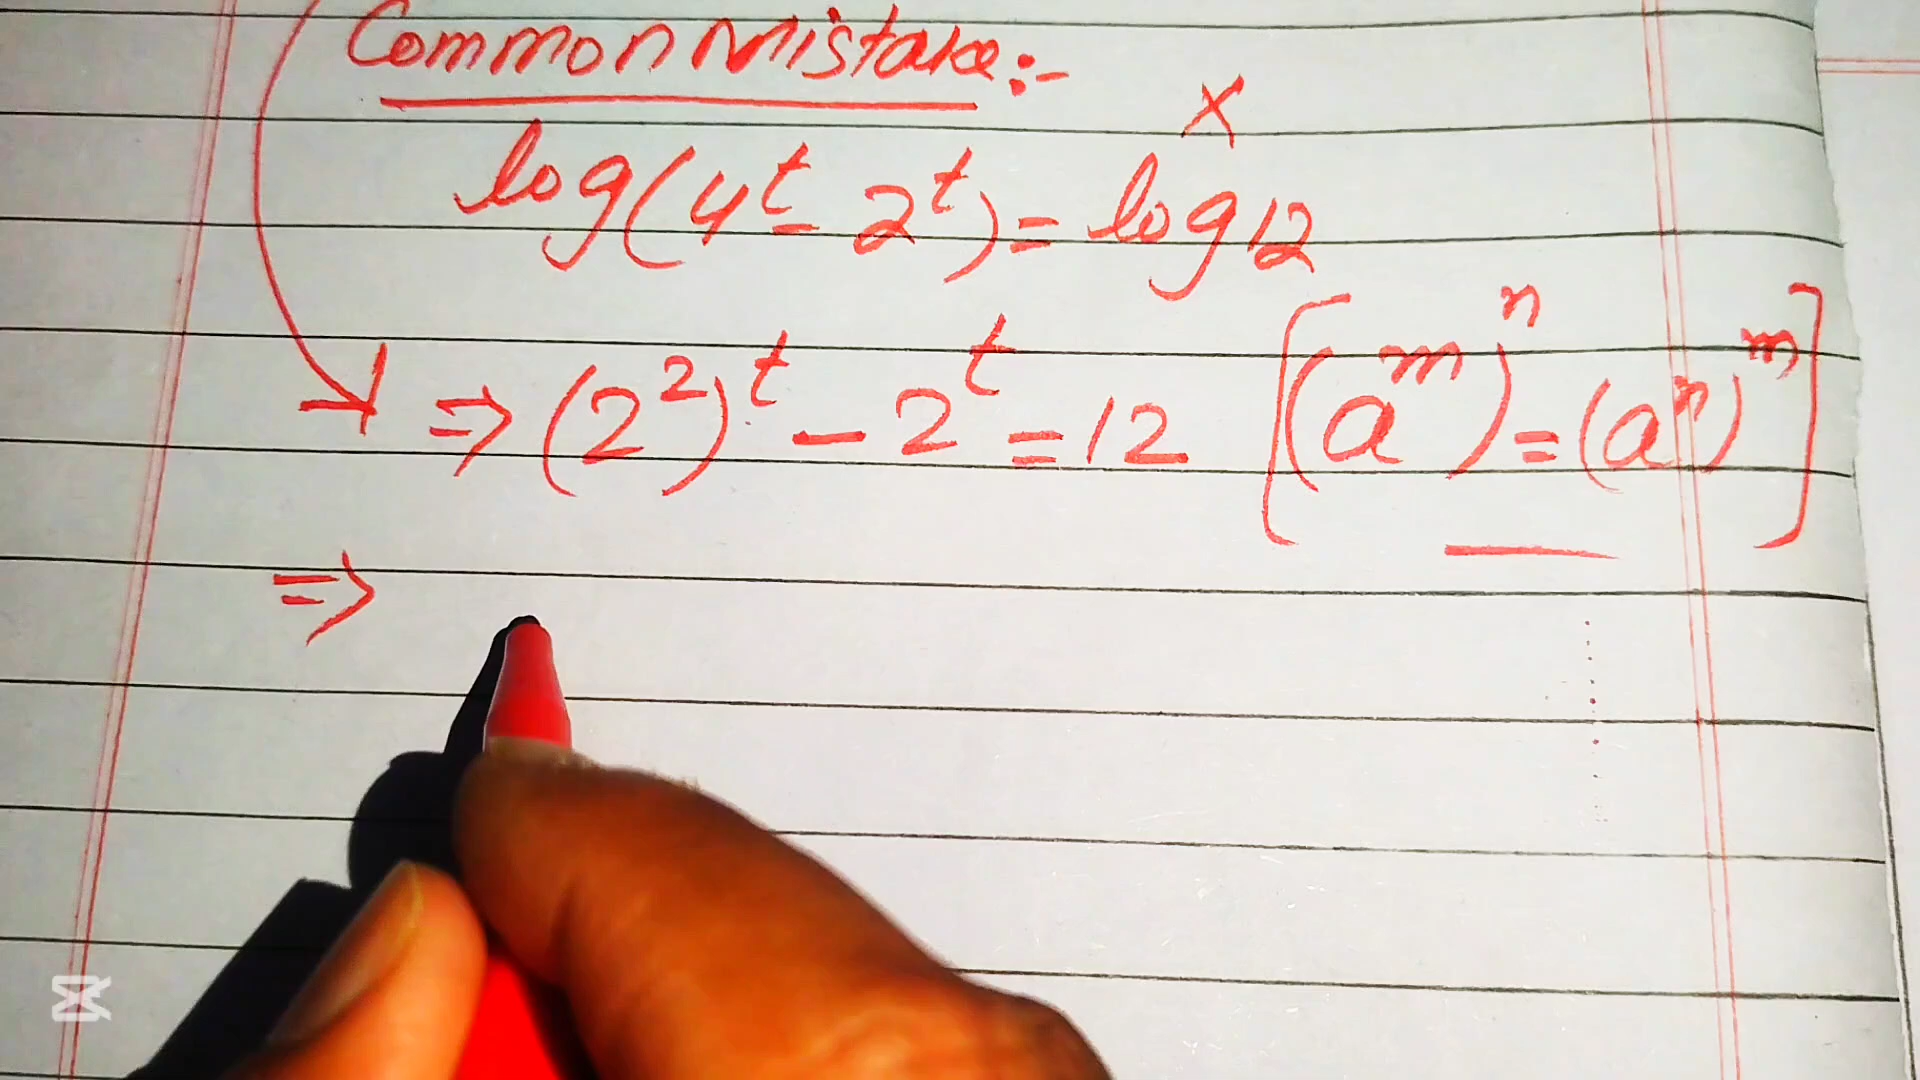 Common Mistake:-
X
log(4^t - 2^t) = log 12
⇒ (2^2)^t - 2^t = 12 [(a^m)^n = (a^n)^m]
⇒